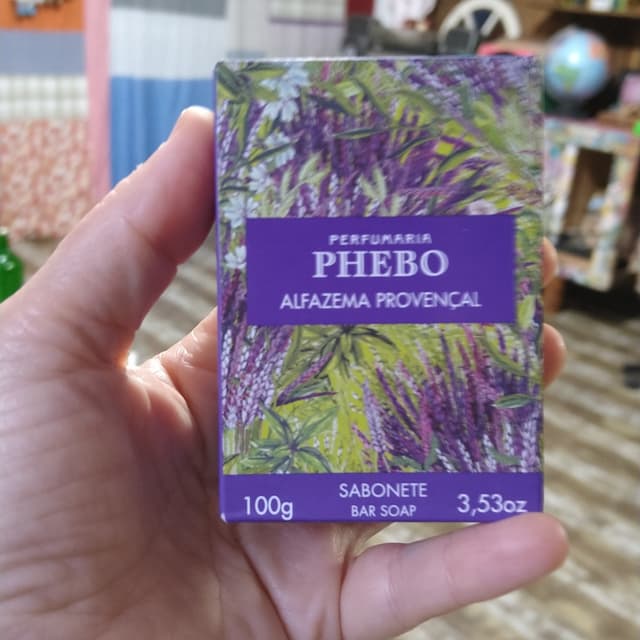 PERFUMARIA
PHEBO
ALFAZEMA PROVENÇAL
SABONETE
100g BAR SOAP 3,53oz